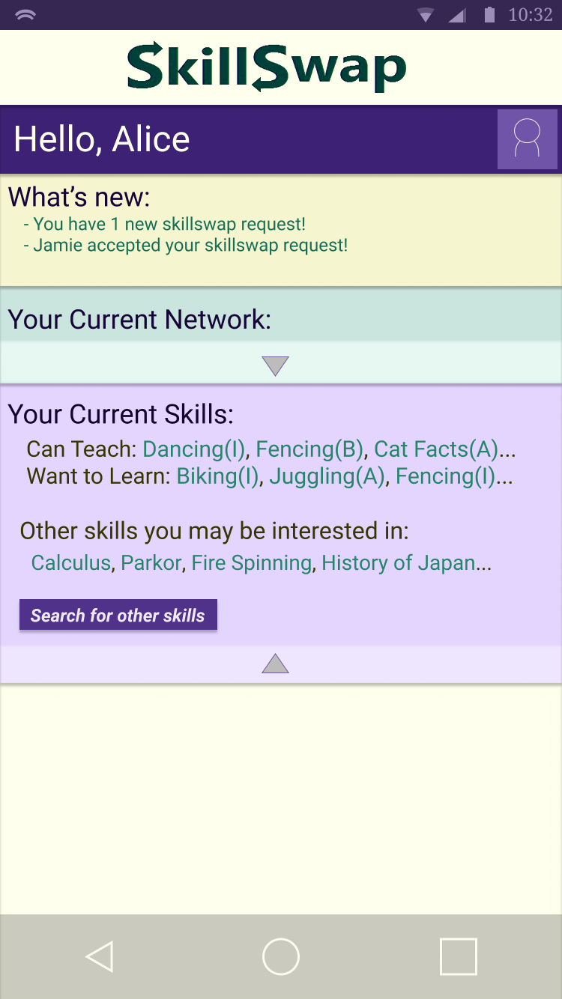 10:32
SkillSwap
Hello, Alice
What’s new:
- You have 1 new skillswap request!
- Jamie accepted your skillswap request!
Your Current Network:
Your Current Skills:
Can Teach: Dancing(I), Fencing(B), Cat Facts(A)...
Want to Learn: Biking(I), Juggling(A), Fencing(I)...
Other skills you may be interested in:
Calculus, Parkor, Fire Spinning, History of Japan...
Search for other skills